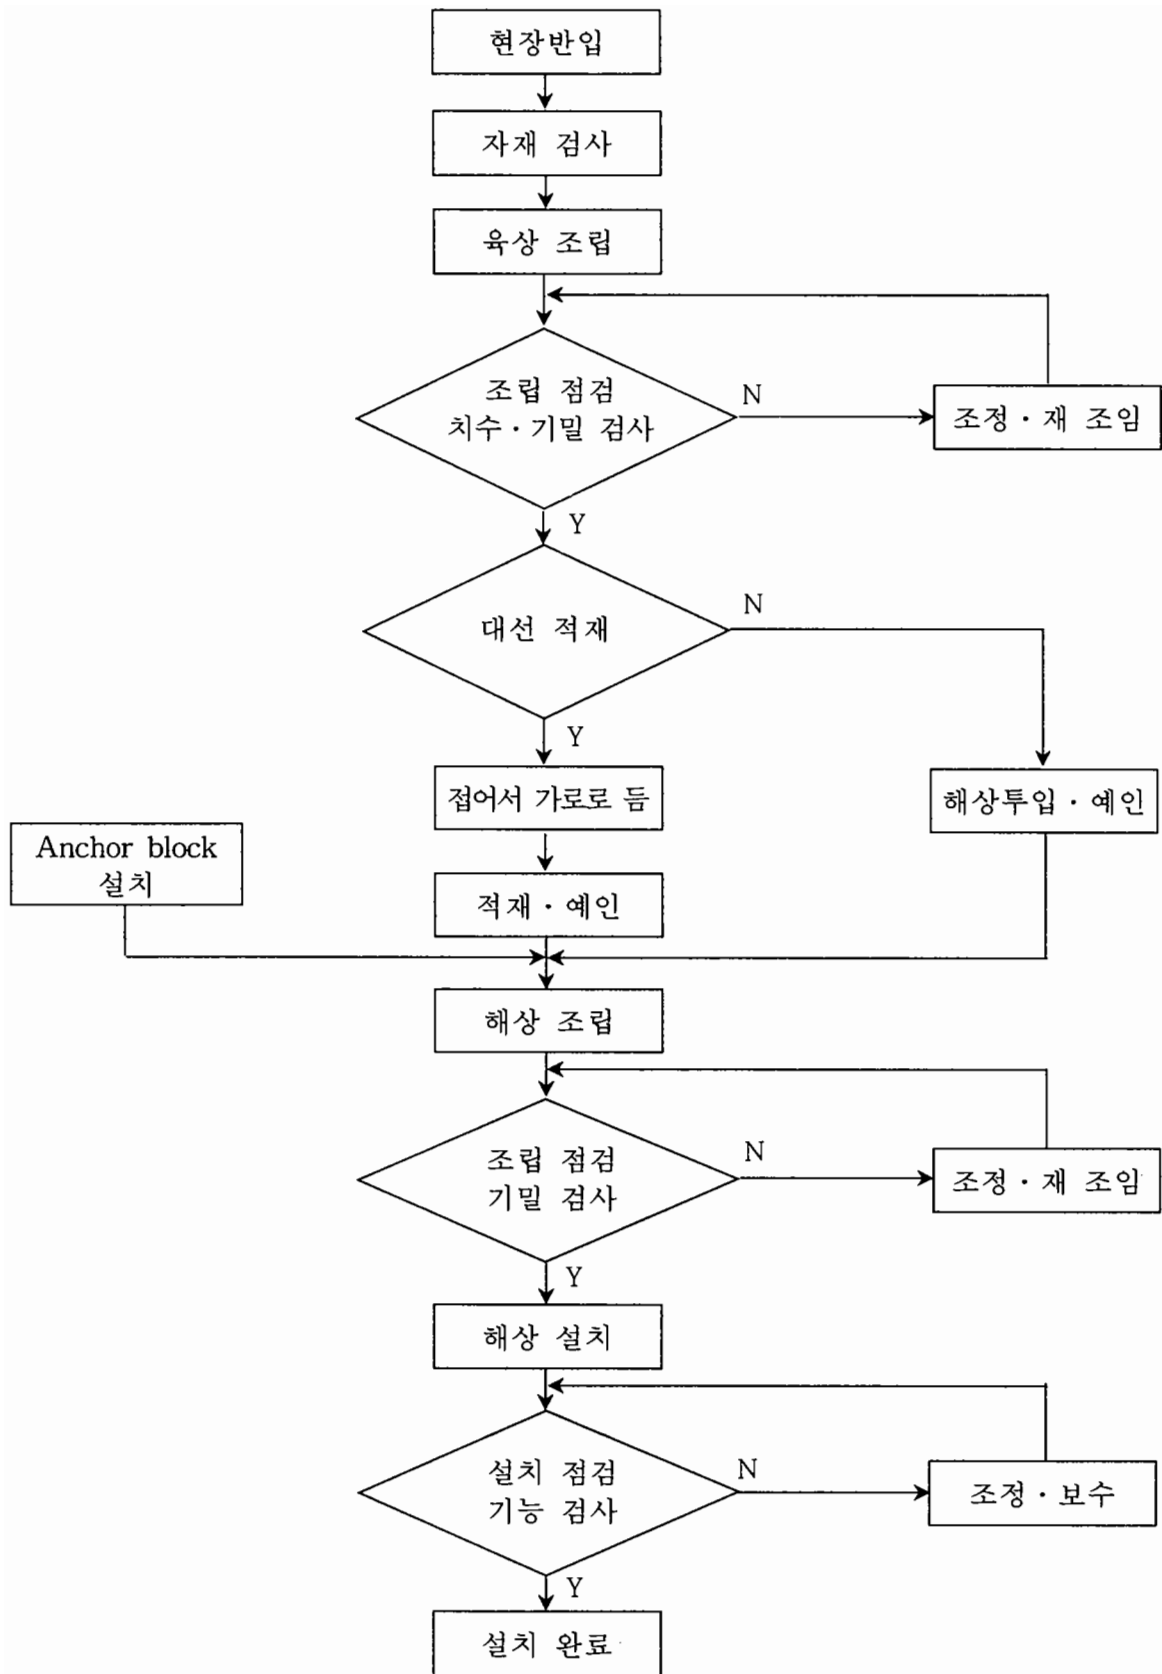 현장반입
자재 검사
육상 조립
조립 점검
치수·기밀 검사
N
조정·재 조임
Y
대선 적재
N
Y
접어서 가로로 듬
해상투입·예인
Anchor block
설치
적재·예인
해상 조립
조립 점검
기밀 검사
N
조정·재 조임
Y
해상 설치
설치 점검
기능 검사
N
조정·보수
Y
설치 완료